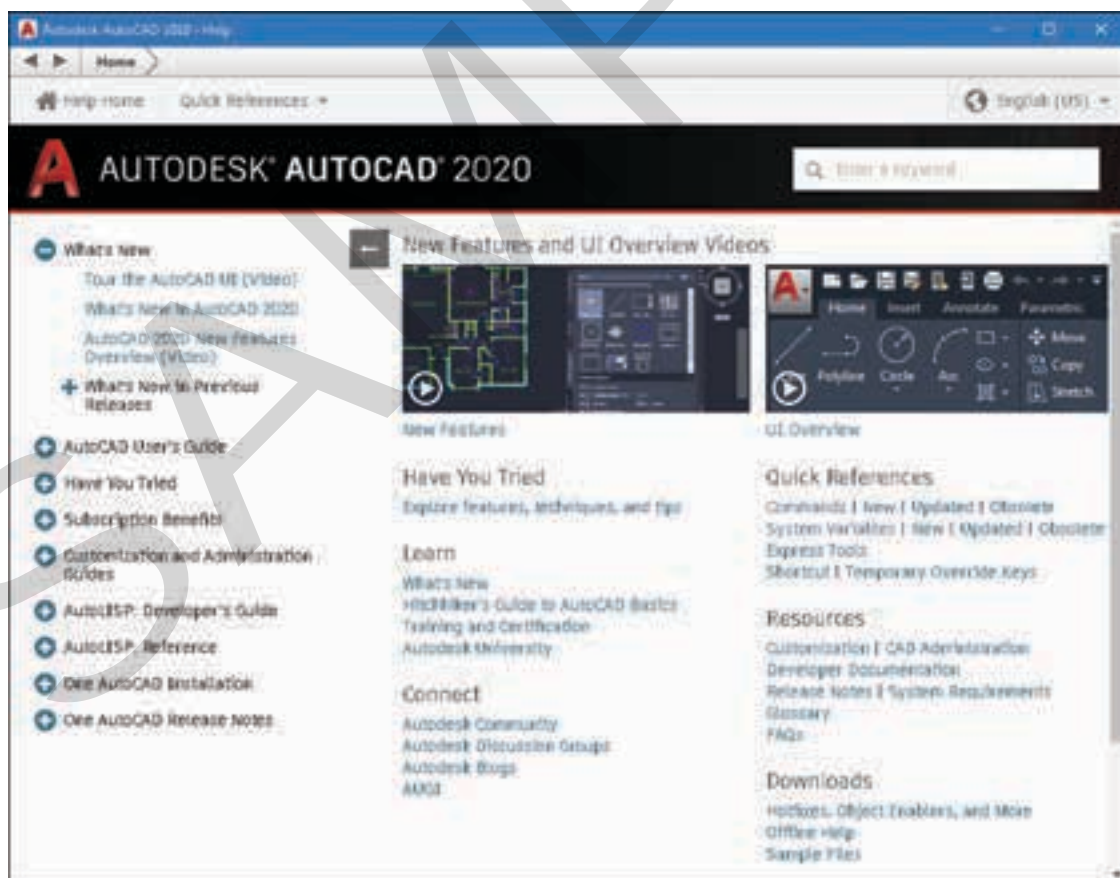 Autodesk AutoCAD 2020 - Help
Home
Help Home Quick References English (US)
AUTODESK® AUTOCAD® 2020
Enter a keyword
What's New
Tour the AutoCAD UI (Video)
What's New in AutoCAD 2020
AutoCAD 2020 New Features
Overview (Video)
What's New in Previous
Releases
AutoCAD User's Guide
Have You Tried
Subscription Benefits
Customization and Administration
Guides
AutoLISP: Developer's Guide
AutoLISP: Reference
One AutoCAD Installation
One AutoCAD Release Notes
New Features and UI Overview Videos
New Features
Home Insert Annotate Parametric
Polyline Circle Arc
Move
Copy
Stretch
UI Overview
Have You Tried
Explore features, techniques, and tips
Learn
What's New
Hitchhiker's Guide to AutoCAD Basics
Training and Certification
Autodesk University
Connect
Autodesk Community
Autodesk Discussion Groups
Autodesk Blogs
AUGI
Quick References
Commands | New | Updated | Obsolete
System Variables | New | Updated | Obsolete
Express Tools
Shortcut | Temporary Override Keys
Resources
Customization | CAD Administration
Developer Documentation
Release Notes | System Requirements
Glossary
FAQs
Downloads
Hotfixes, Object Enablers, and More
Offline Help
Sample Files